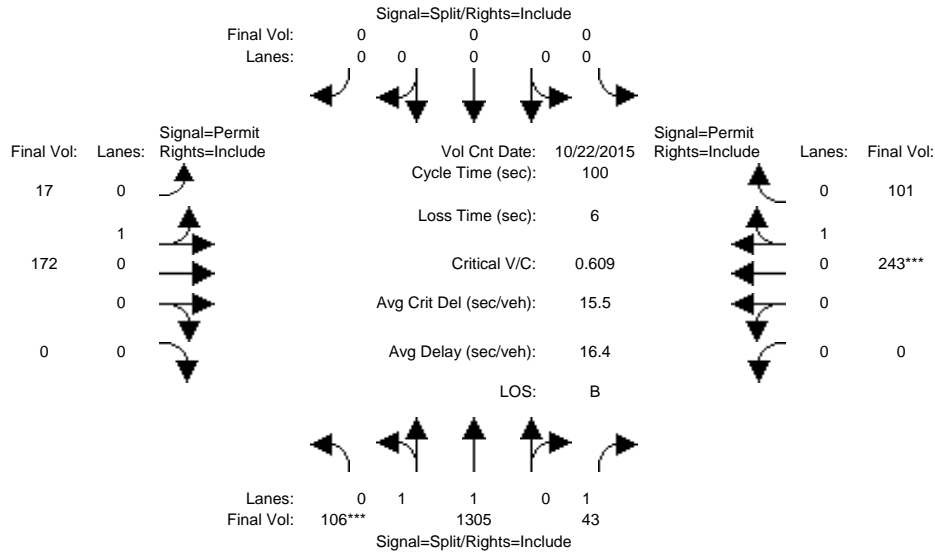 Signal=Split/Rights=Include
Final Vol: 0 0 0
Lanes: 0 0 0 0 0
Signal=Permit Signal=Permit
Final Vol: Lanes: Rights=Include Vol Cnt Date: 10/22/2015 Rights=Include Lanes: Final Vol:
Cycle Time (sec): 100
17 0 0 101
Loss Time (sec): 6
1 1
172 0 Critical V/C: 0.609 0 243***
0 Avg Crit Del (sec/veh): 15.5 0
0 0 Avg Delay (sec/veh): 16.4 0 0
LOS: B
Lanes: 0 1 1 0 1
Final Vol: 106*** 1305 43
Signal=Split/Rights=Include